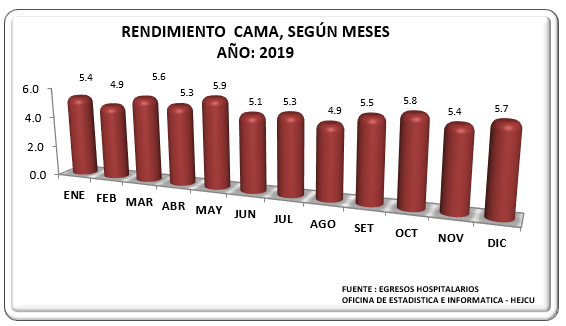 RENDIMIENTO CAMA, SEGÚN MESES
AÑO: 2019
6.0
4.0
2.0
0.0
5.4
4.9
5.6
5.3
5.9
5.1
5.3
4.9
5.5
5.8
5.4
5.7
ENE
FEB
MAR
ABR
MAY
JUN
JUL
AGO
SET
OCT
NOV
DIC
FUENTE : EGRESOS HOSPITALARIOS
OFICINA DE ESTADISTICA E INFORMATICA - HEJCU